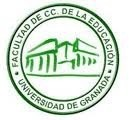 FACULTAD DE CC. DE LA EDUCACIÓN
UNIVERSIDAD DE GRANADA